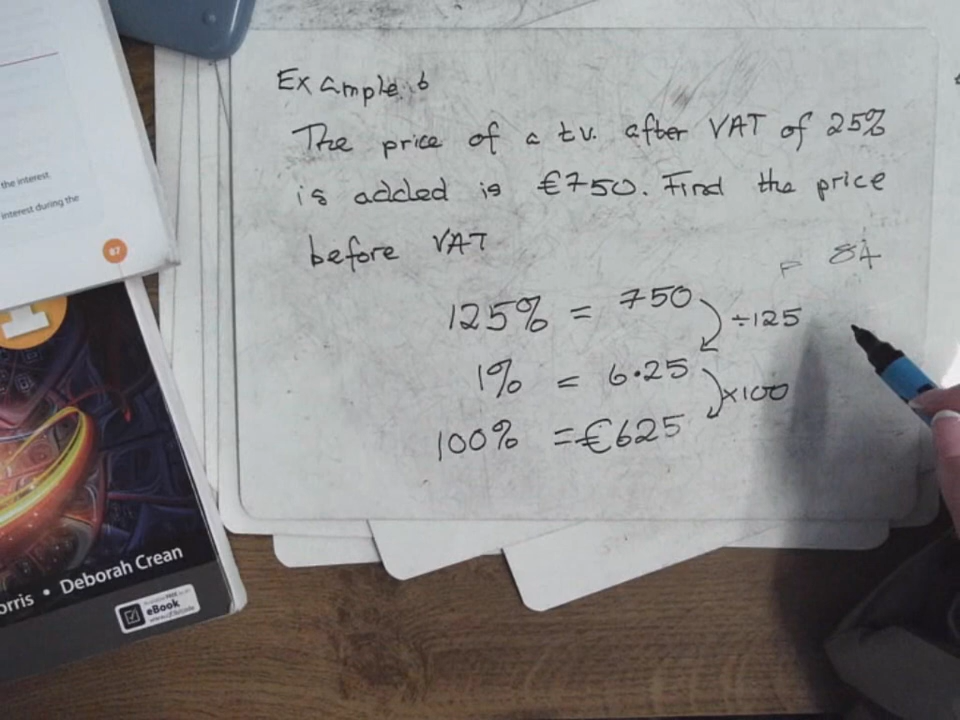 the interest.
interest during the
87
orris • Deborah Crean
eBook
Example 6
The price of a t.v. after VAT of 25%
is added is €750. Find the price
before VAT
P 84
125% = 750
÷125
1% = 6.25
×100
100% = €625